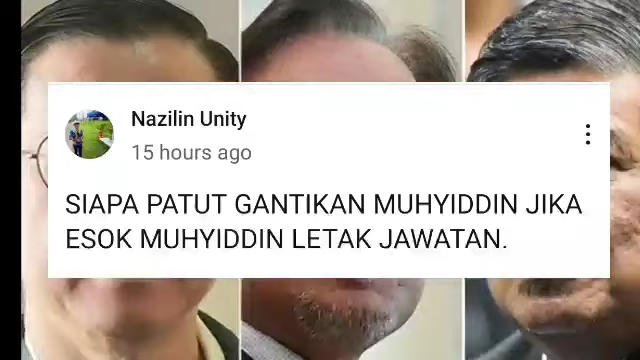 Nazilin Unity
15 hours ago
SIAPA PATUT GANTIKAN MUHYIDDIN JIKA
ESOK MUHYIDDIN LETAK JAWATAN.